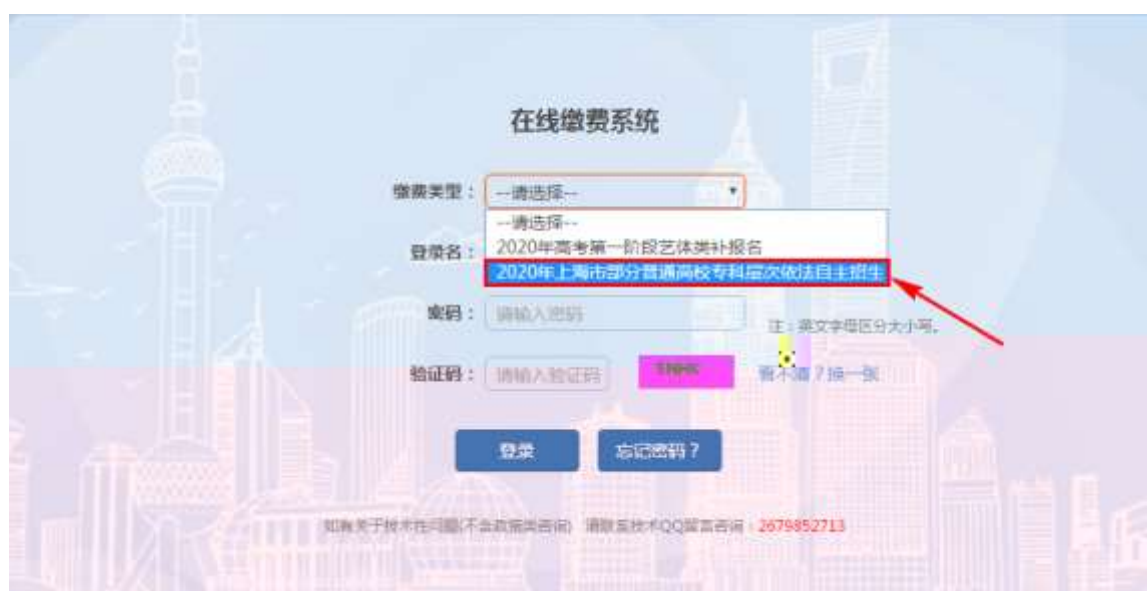 在线缴费系统
缴费类型： --请选择--
--请选择--
登录名： 2020年高考第一阶段艺体类补报名
2020年上海市部分普通高校专科层次依法自主招生
密码： 请输入密码
注：英文字母区分大小写。
验证码： 请输入验证码 看不清？换一张
登录 忘记密码？
如有关于技术性问题(不含政策类咨询) 请联系技术QQ留言咨询：2679852713